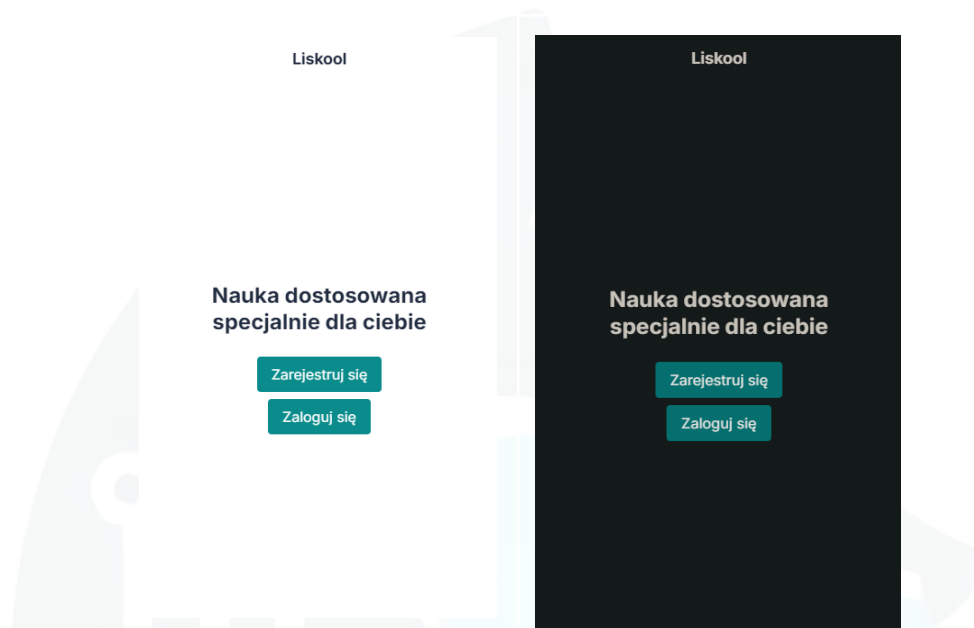 Liskool
Nauka dostosowana
specjalnie dla ciebie
Zarejestruj się
Zaloguj się
Liskool
Nauka dostosowana
specjalnie dla ciebie
Zarejestruj się
Zaloguj się